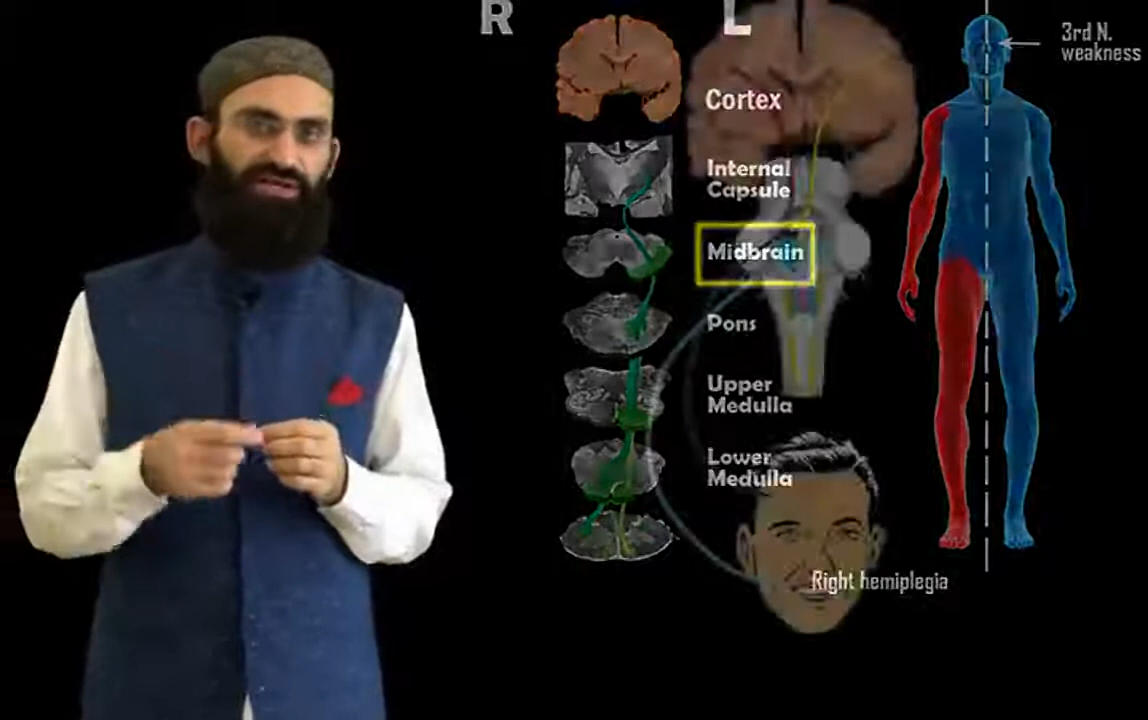 R
L
3rd N.
weakness
Cortex
Internal
Capsule
Midbrain
Pons
Upper
Medulla
Lower
Medulla
Right hemiplegia